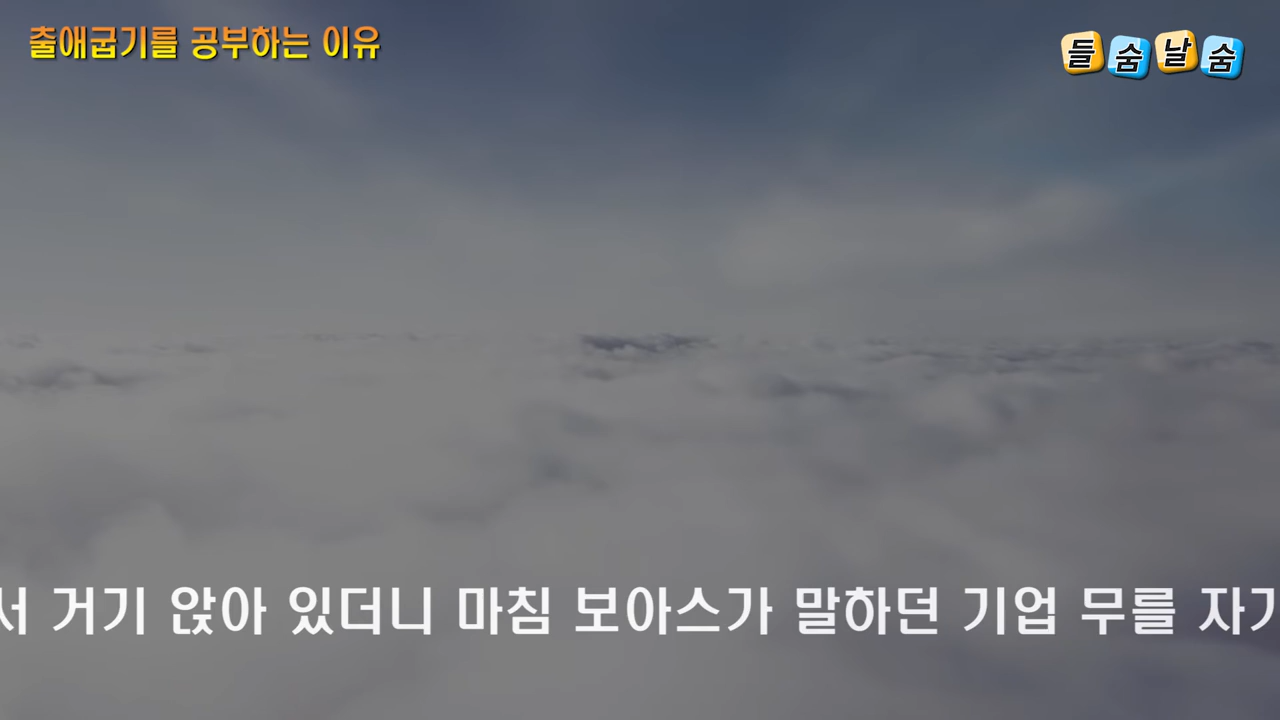 출애굽기를 공부하는 이유
들숨날숨
서 거기 앉아 있더니 마침 보아스가 말하던 기업 무를 자